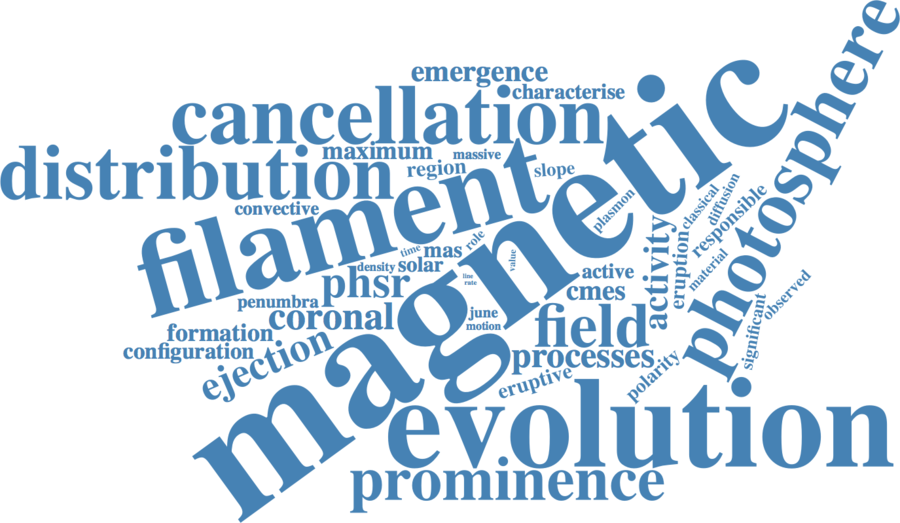 emergence
characterise
cancellation
magnetic
photosphere
distribution
maximum
massive
region
slope
filament
convective
plasmon
classical
diffusion
responsible
time
mas
role
value
density
solar
line
rate
phsr
penumbra
coronal
june
motion
active
cmes
activity
eruption
material
observed
significant
formation
configuration
ejection
field
processes
eruptive
polarity
evolution
prominence